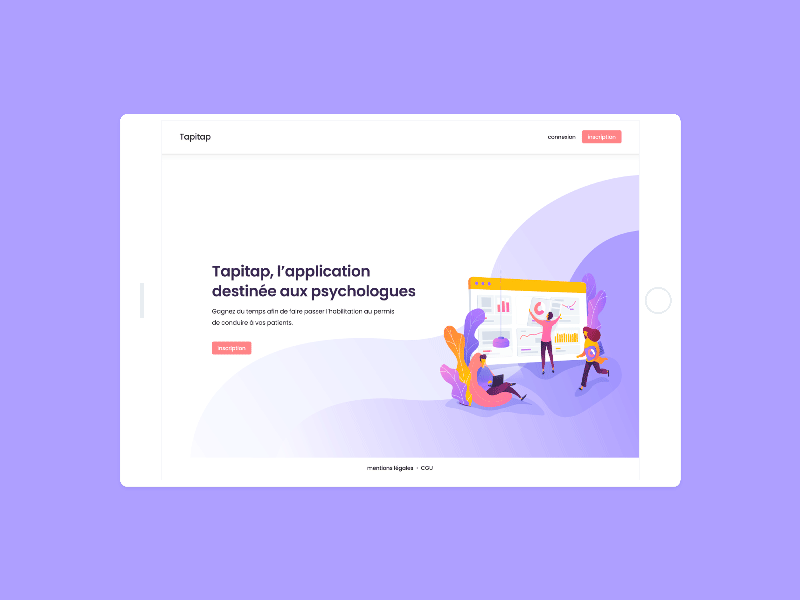 Tapitap
connexion
inscription
Tapitap, l'application
destinée aux psychologues
Gagnez du temps afin de faire passer l'habilitation au permis
de conduire à vos patients.
inscription
mentions légales - CGU